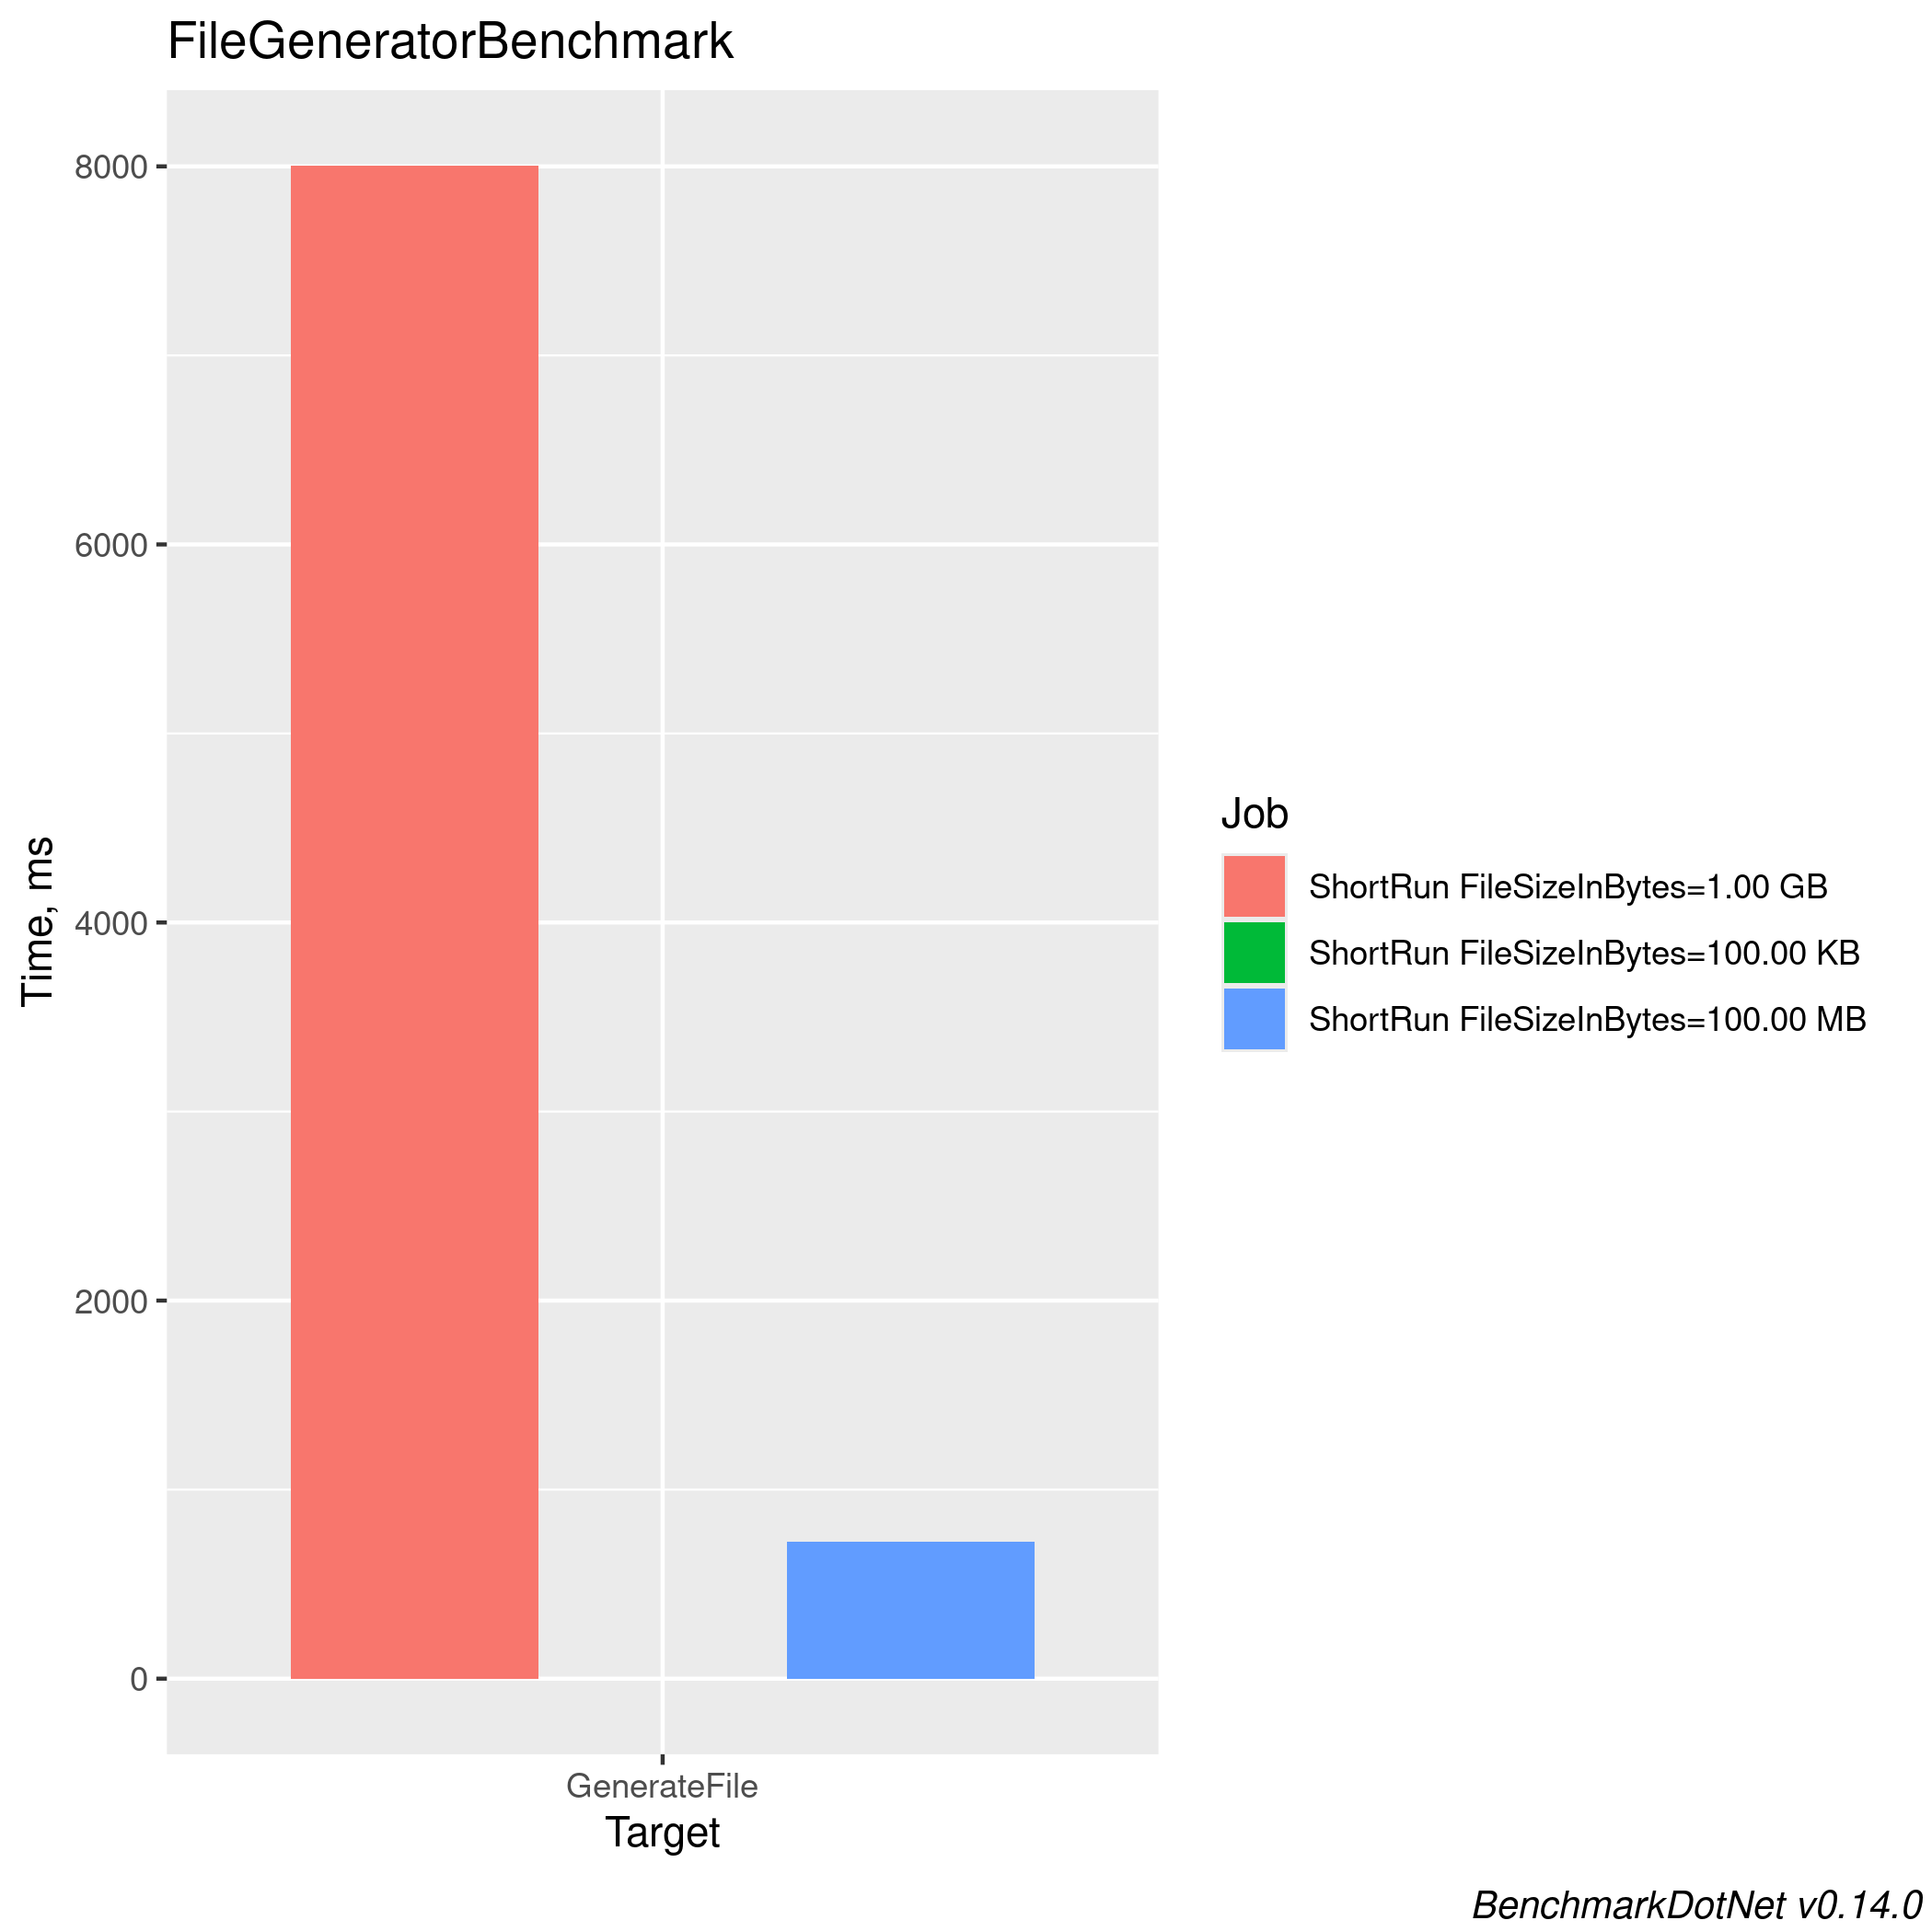 FileGeneratorBenchmark
Time, ms
8000
6000
4000
2000
0
GenerateFile
Target
Job
ShortRun FileSizeInBytes=1.00 GB
ShortRun FileSizeInBytes=100.00 KB
ShortRun FileSizeInBytes=100.00 MB
BenchmarkDotNet v0.14.0